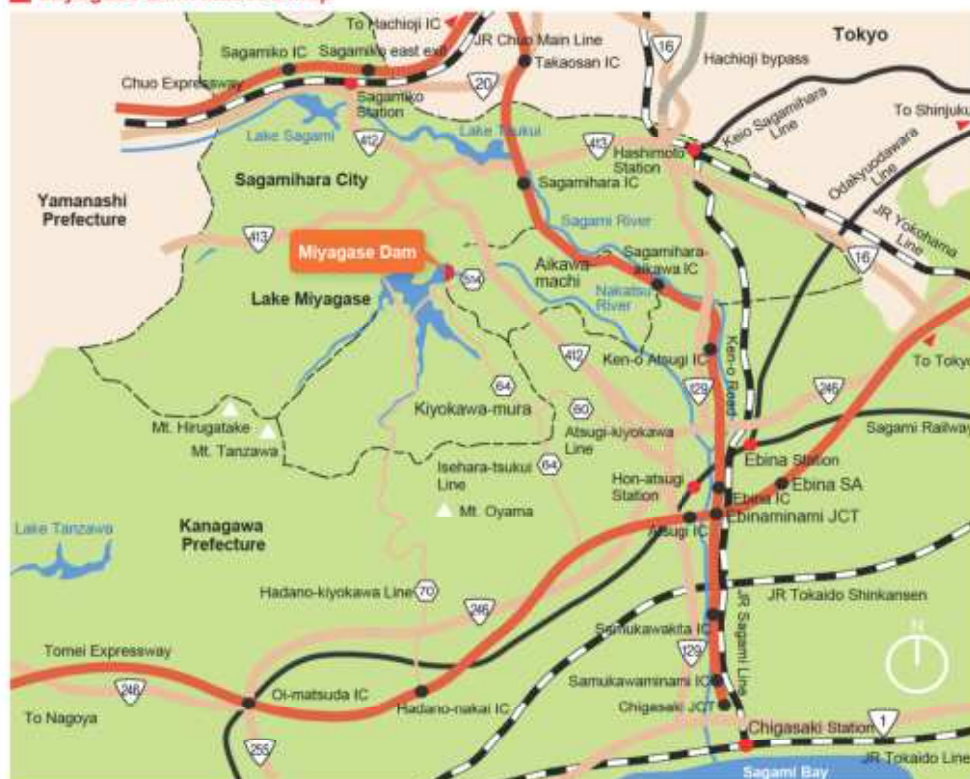 To Hachioji IC
Sagamiko IC
Sagamiko east exit
JR Chuo Main Line
16
Tokyo
Takaosan IC
Hachioji bypass
Chuo Expressway
20
Sagamiko
Station
Keio Sagamihara
Line
To Shinjuku
Lake Sagami
412
Lake Tsukui
413
Hashimoto
Station
Odakyuodawara
Line
Sagamihara City
Sagamihara IC
Yamanashi
Prefecture
Sagami River
JR Yokohama
Line
413
Miyagase Dam
Aikawa-
machi
Sagamihara-
aikawa IC
16
Lake Miyagase
514
Nakatsu
River
412
Ken-o Atsugi IC
Ken-o Road
To Tokyo
64
129
246
Kiyokawa-mura
60
Mt. Hirugatake
Atsugi-kiyokawa
Line
Sagami Railway
Mt. Tanzawa
Isehara-tsukui
Line
64
Ebina Station
Hon-atsugi
Station
Ebina SA
Ebina IC
Mt. Oyama
Ebinaminami JCT
Lake Tanzawa
Kanagawa
Prefecture
Atsugi IC
Hadano-kiyokawa Line
70
246
JR Tokaido Shinkansen
JR Sagami Line
N
Samukawakita IC
Tomei Expressway
129
246
Oi-matsuda IC
Samukawaminami IC
To Nagoya
Hadano-nakai IC
Chigasaki JCT
255
Chigasaki Station
1
JR Tokaido Line
Sagami Bay